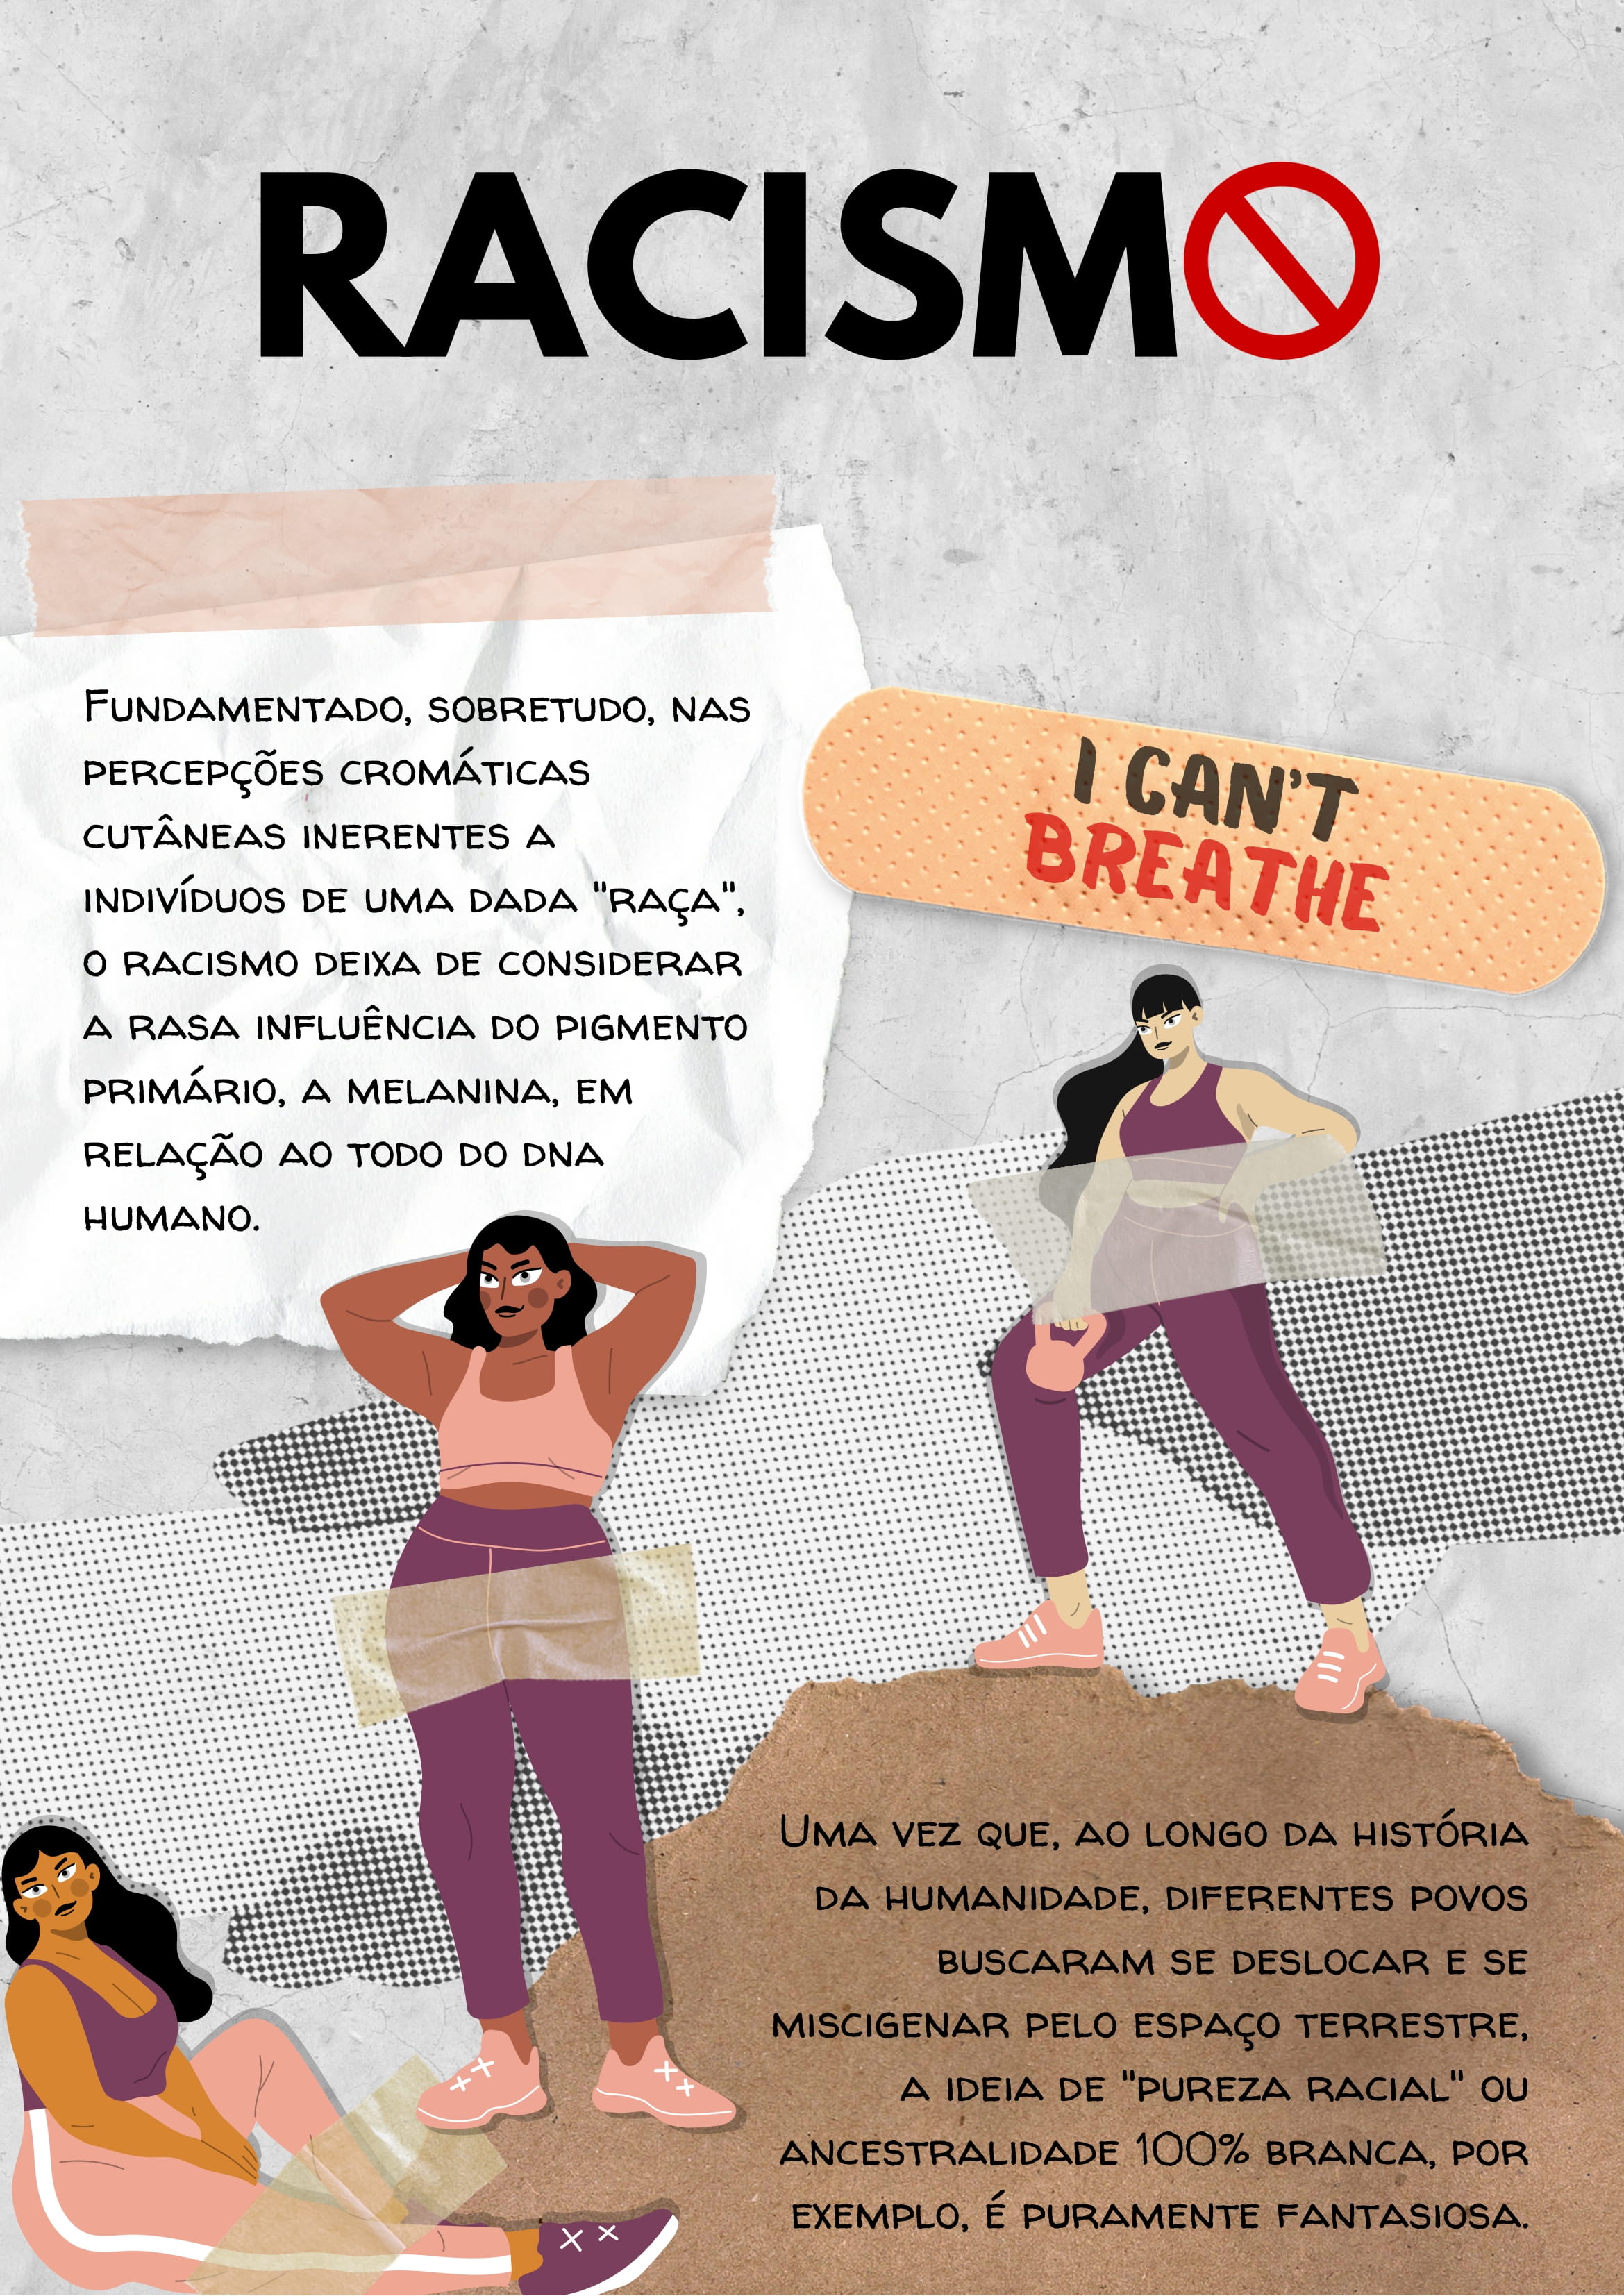 RACISMO
FUNDAMENTADO, SOBRETUDO, NAS
PERCEPÇÕES CROMÁTICAS
CUTÂNEAS INERENTES A
INDIVÍDUOS DE UMA DADA "RAÇA",
O RACISMO DEIXA DE CONSIDERAR
A RASA INFLUÊNCIA DO PIGMENTO
PRIMÁRIO, A MELANINA, EM
RELAÇÃO AO TODO DO DNA
HUMANO.
I CAN'T
BREATHE
UMA VEZ QUE, AO LONGO DA HISTÓRIA
DA HUMANIDADE, DIFERENTES POVOS
BUSCARAM SE DESLOCAR E SE
MISCIGENAR PELO ESPAÇO TERRESTRE,
A IDEIA DE "PUREZA RACIAL" OU
ANCESTRALIDADE 100% BRANCA, POR
EXEMPLO, É PURAMENTE FANTASIOSA.